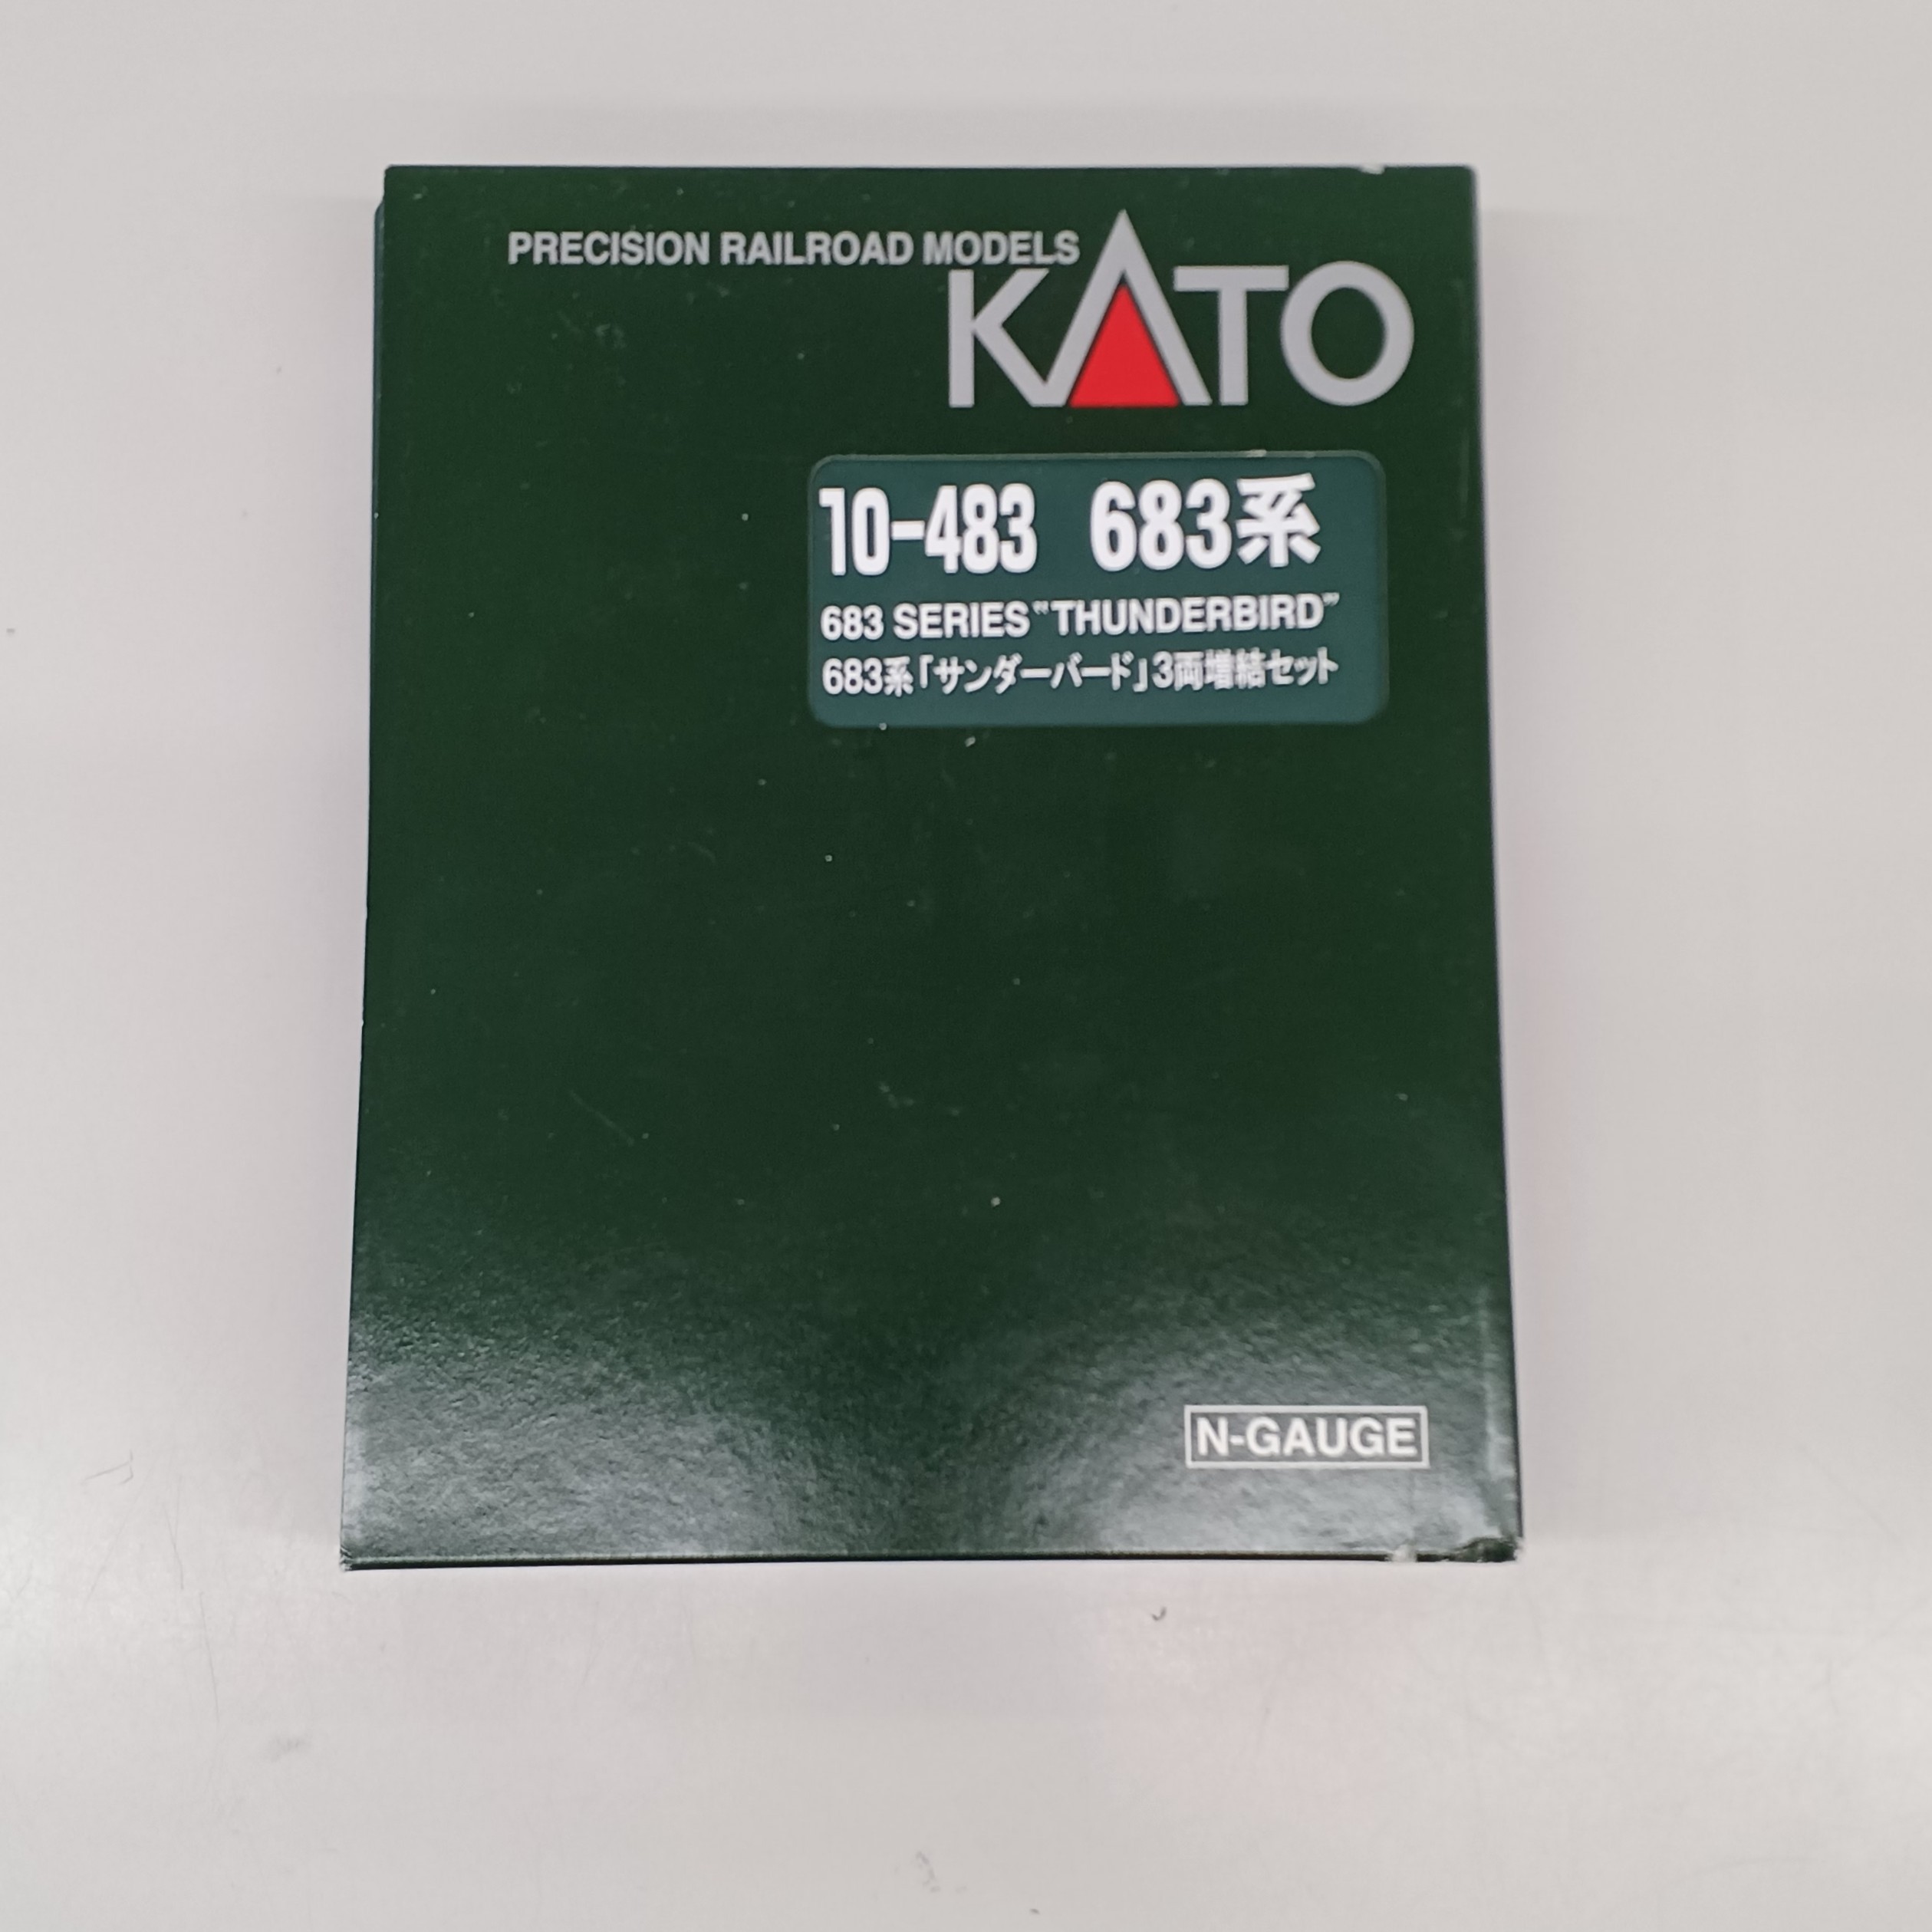 PRECISION RAILROAD MODELS
KATO
10-483 683系
683 SERIES "THUNDERBIRD"
683系「サンダーバード」3両増結セット
N-GAUGE